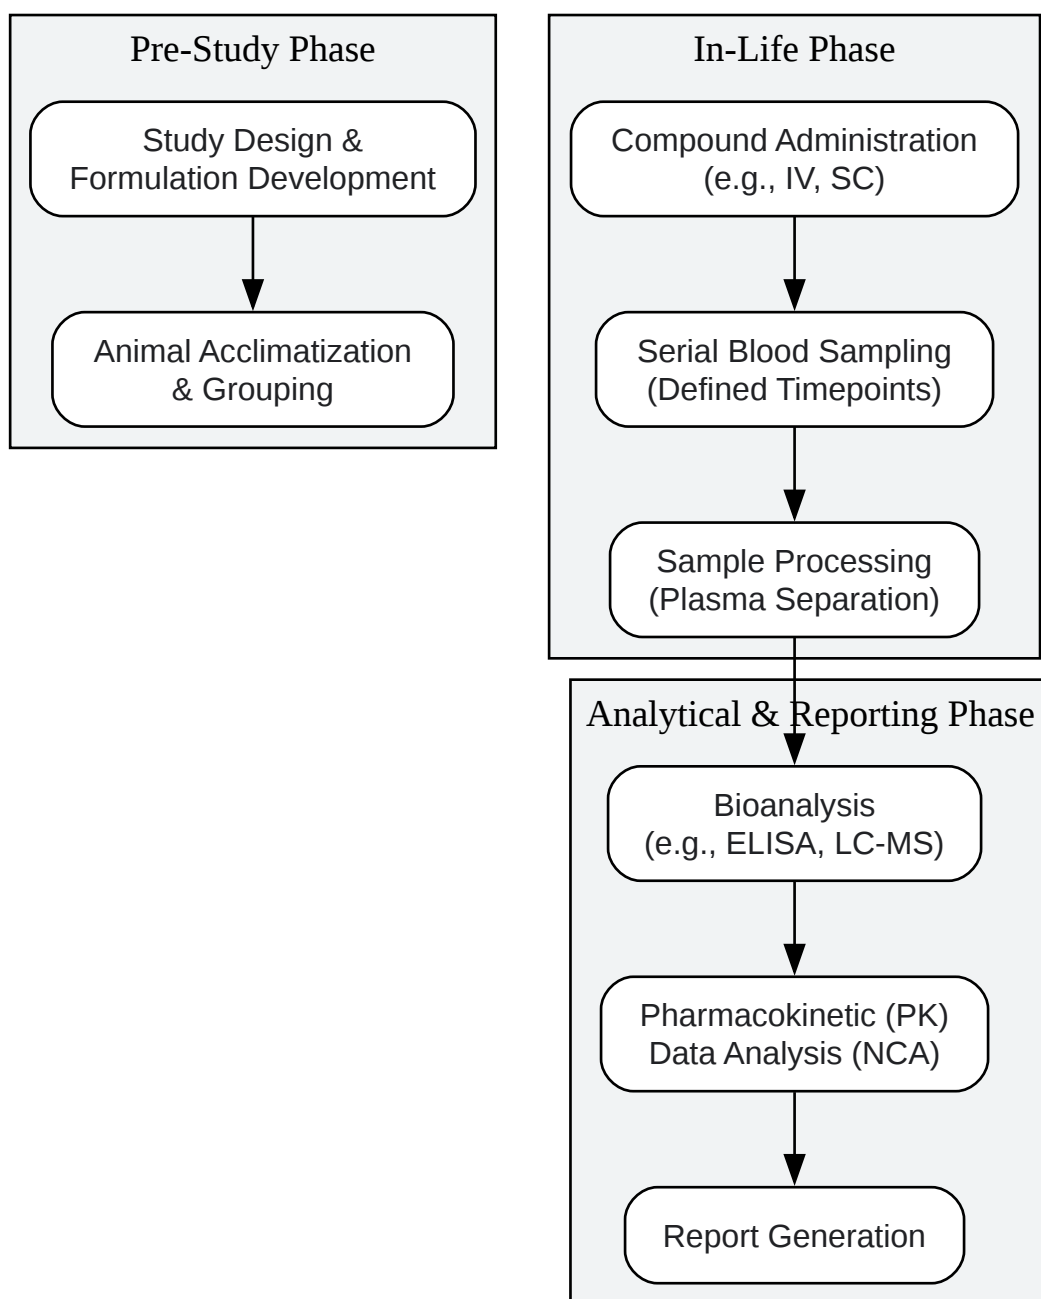 Pre-Study Phase
Study Design &
Formulation Development
Animal Acclimatization
& Grouping
In-Life Phase
Compound Administration
(e.g., IV, SC)
Serial Blood Sampling
(Defined Timepoints)
Sample Processing
(Plasma Separation)
Analytical & Reporting Phase
Bioanalysis
(e.g., ELISA, LC-MS)
Pharmacokinetic (PK)
Data Analysis (NCA)
Report Generation